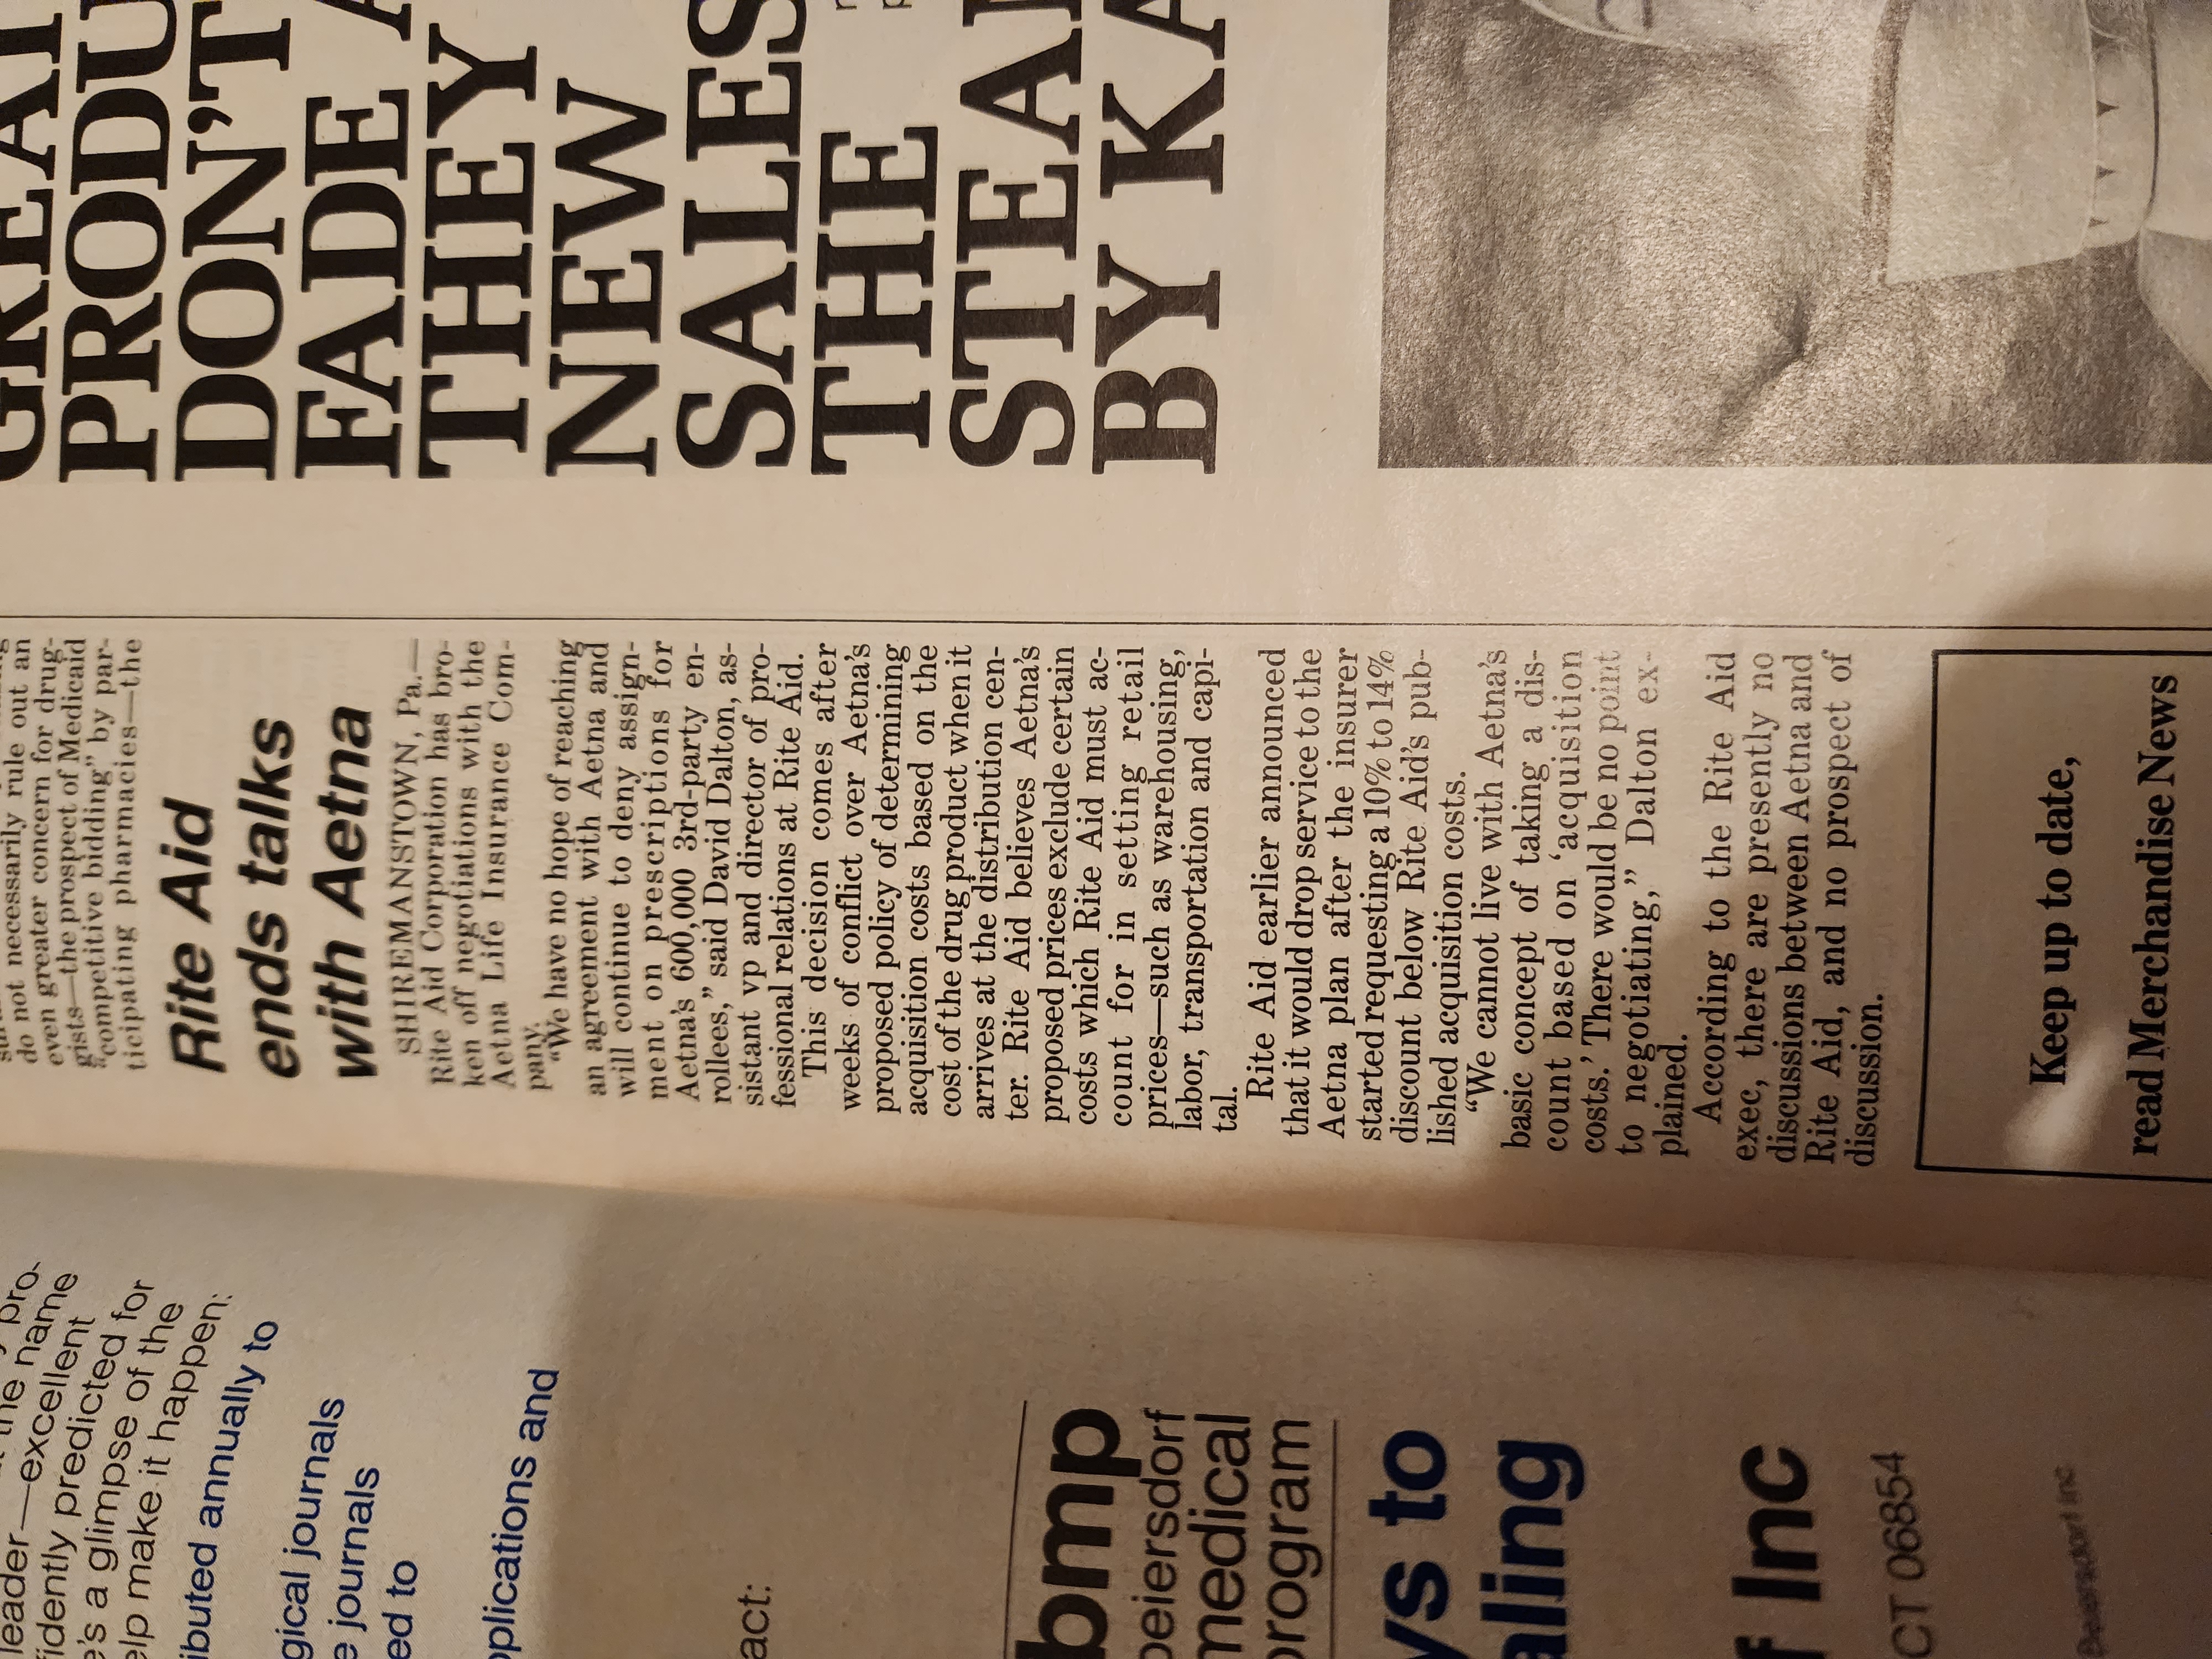 leader—excellent
fidently predicted for
e's a glimpse of the
elp make it happen:
ibuted annually to
gical journals
e journals
ed to
pplications and
act:
bmp
beiersdorf
medical
program
ys to
aling
f Inc
CT 06854
Beiersdorf Inc
do not necessarily rule out an
even greater concern for drug-
gists—the prospect of Medicaid
“competitive bidding” by par-
ticipating pharmacies—the
Rite Aid
ends talks
with Aetna
SHIREMANSTOWN, Pa.—
Rite Aid Corporation has bro-
ken off negotiations with the
Aetna Life Insurance Com-
pany.
“We have no hope of reaching
an agreement with Aetna and
will continue to deny assign-
ment on prescriptions for
Aetna's 600,000 3rd-party en-
rollees,” said David Dalton, as-
sistant vp and director of pro-
fessional relations at Rite Aid.
This decision comes after
weeks of conflict over Aetna's
proposed policy of determining
acquisition costs based on the
cost of the drug product when it
arrives at the distribution cen-
ter. Rite Aid believes Aetna's
proposed prices exclude certain
costs which Rite Aid must ac-
count for in setting retail
prices—such as warehousing,
labor, transportation and capi-
tal.
Rite Aid earlier announced
that it would drop service to the
Aetna plan after the insurer
started requesting a 10% to 14%
discount below Rite Aid's pub-
lished acquisition costs.
“We cannot live with Aetna's
basic concept of taking a dis-
count based on ‘acquisition
costs.’ There would be no point
to negotiating,” Dalton ex-
plained.
According to the Rite Aid
exec, there are presently no
discussions between Aetna and
Rite Aid, and no prospect of
discussion.
Keep up to date,
read Merchandise News
GREAT
PRODU
DON'T
FADE A
THEY
NEW
SALES
THE
STEA
BY KA